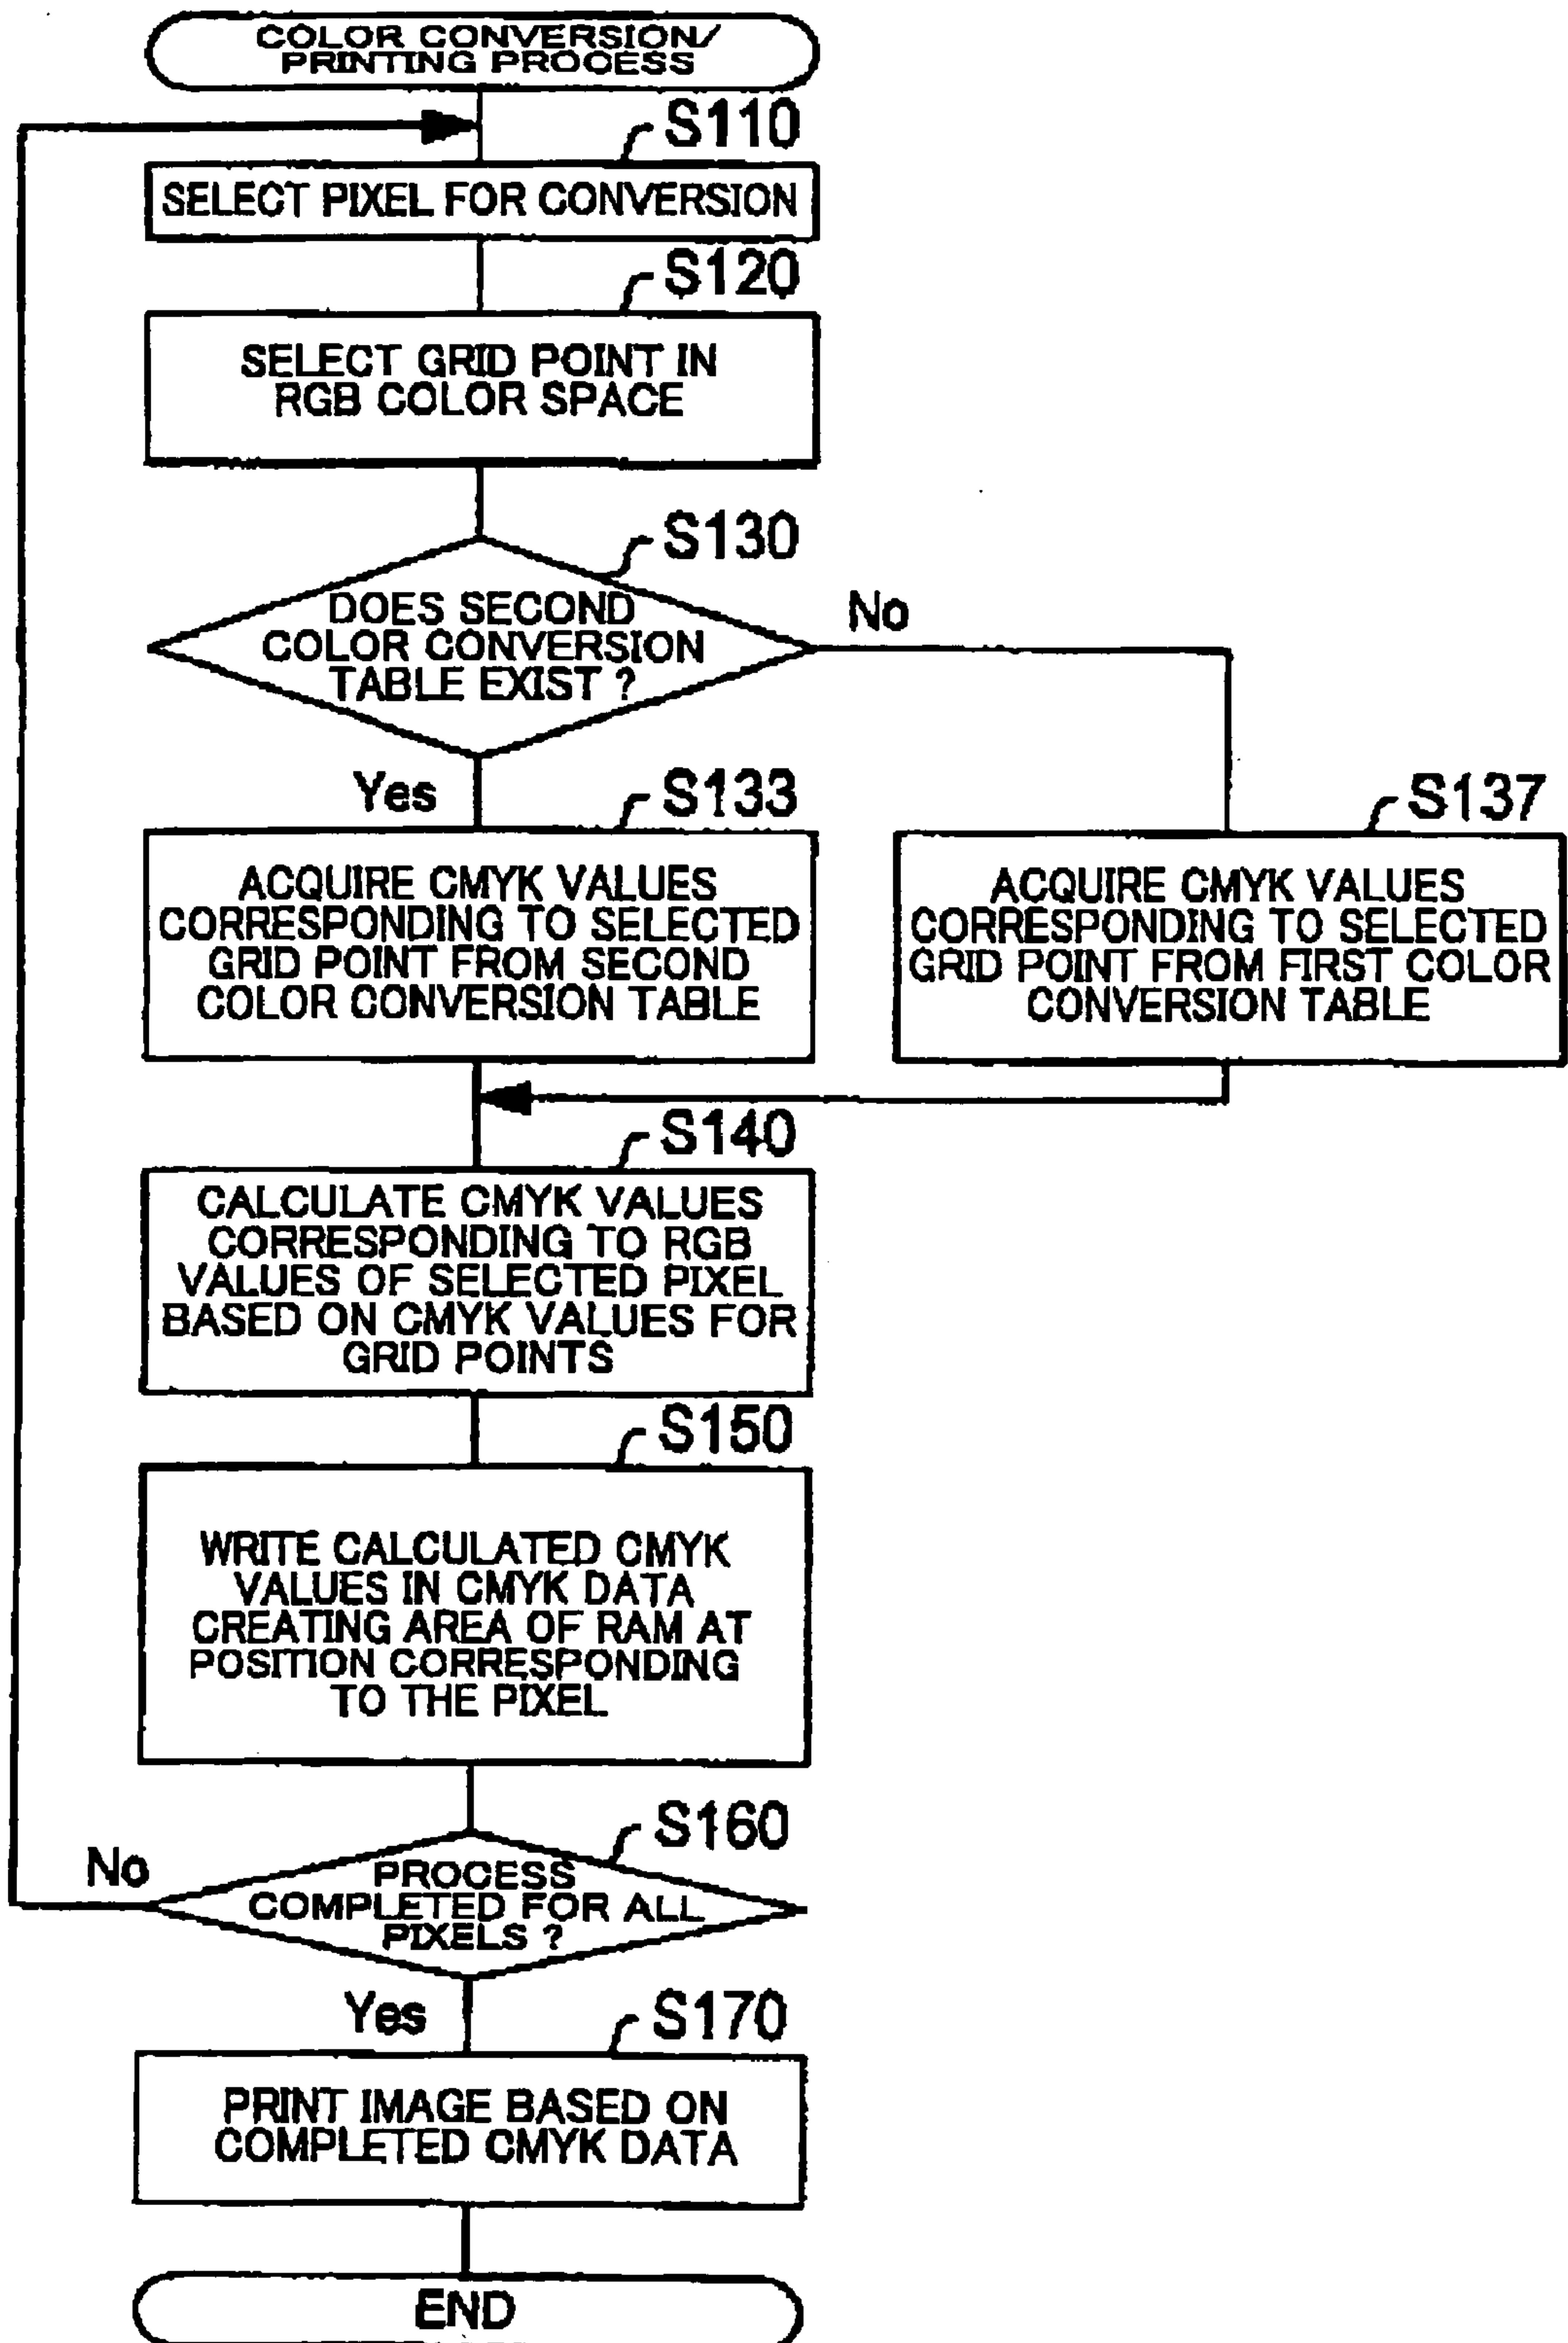 COLOR CONVERSION/
PRINTING PROCESS
S110
SELECT PIXEL FOR CONVERSION
S120
SELECT GRID POINT IN
RGB COLOR SPACE
S130
DOES SECOND
COLOR CONVERSION
TABLE EXIST ?
No
Yes
S133
ACQUIRE CMYK VALUES
CORRESPONDING TO SELECTED
GRID POINT FROM SECOND
COLOR CONVERSION TABLE
S137
ACQUIRE CMYK VALUES
CORRESPONDING TO SELECTED
GRID POINT FROM FIRST COLOR
CONVERSION TABLE
S140
CALCULATE CMYK VALUES
CORRESPONDING TO RGB
VALUES OF SELECTED PIXEL
BASED ON CMYK VALUES FOR
GRID POINTS
S150
WRITE CALCULATED CMYK
VALUES IN CMYK DATA
CREATING AREA OF RAM AT
POSITION CORRESPONDING
TO THE PIXEL
S160
PROCESS
COMPLETED FOR ALL
PIXELS ?
No
Yes
S170
PRINT IMAGE BASED ON
COMPLETED CMYK DATA
END